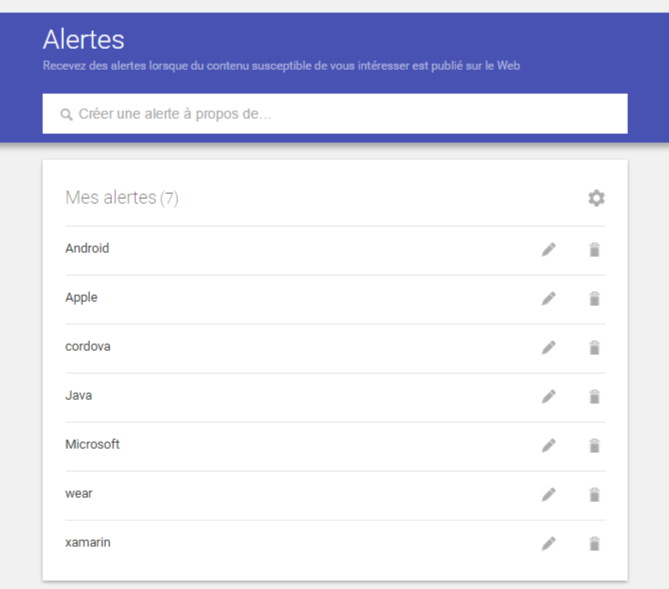 Alertes
Recevez des alertes lorsque du contenu susceptible de vous intéresser est publié sur le Web
Créer une alerte à propos de...
Mes alertes (7)
Android
Apple
cordova
Java
Microsoft
wear
xamarin